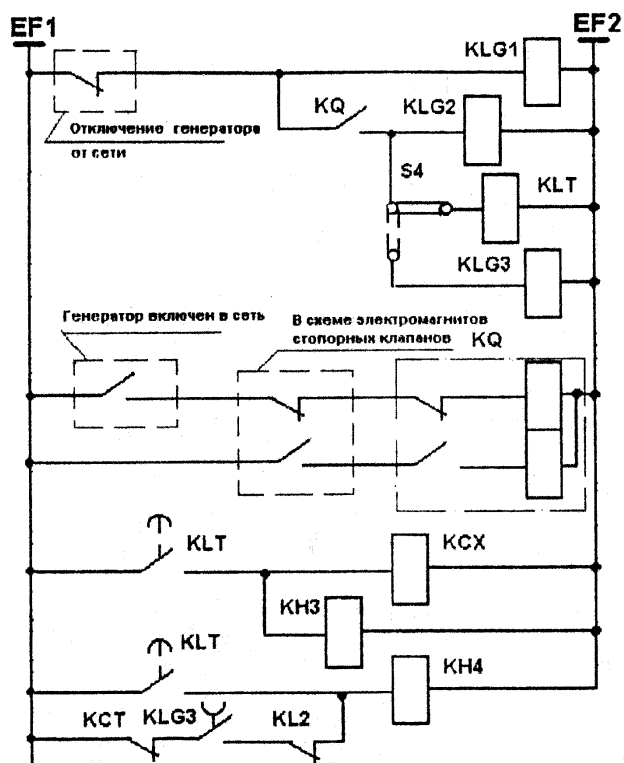 EF1
EF2
KLG1
KQ
KLG2
Отключение генератора
от сети
S4
KLT
KLG3
Генератор включен в сеть
В схеме электромагнитов
стопорных клапанов
KQ
KLT
KCX
KH3
KLT
KH4
KCT
KLG3
KL2